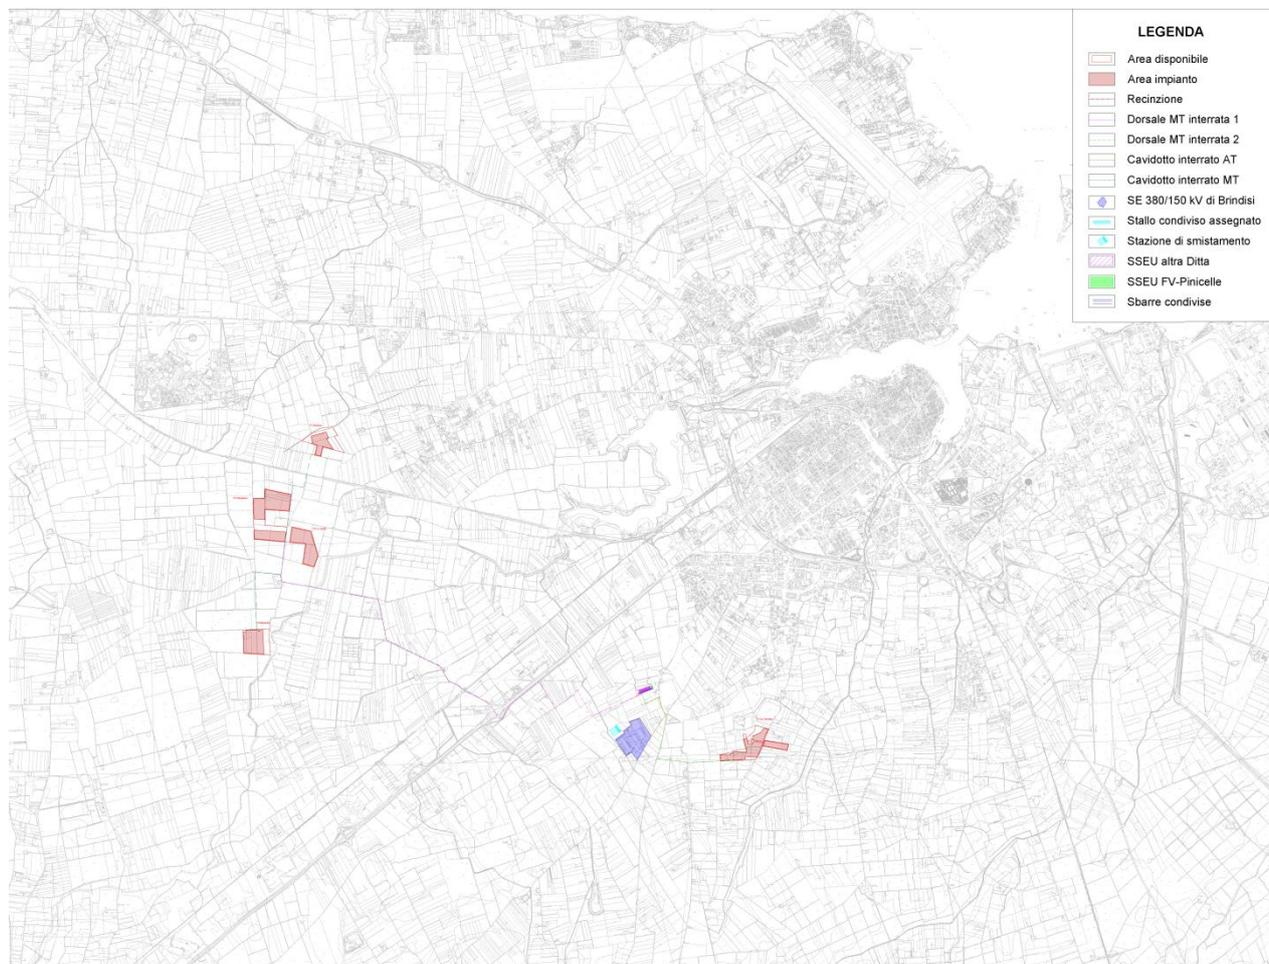 LEGENDA
Area disponibile
Area impianto
Recinzione
Dorsale MT interrata 1
Dorsale MT interrata 2
Cavidotto interrato AT
Cavidotto interrato MT
SE 380/150 kV di Brindisi
Stallo condiviso assegnato
Stazione di smistamento
SSEU altra Ditta
SSEU FV-Pinicelle
Sbarre condivise